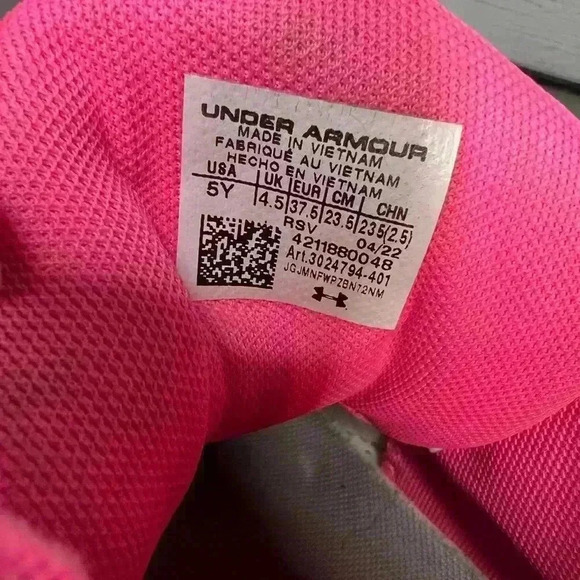 UNDER ARMOUR
MADE IN VIETNAM
FABRIQUÉ AU VIETNAM
HECHO EN VIETNAM
USA UK EUR CM CHN
5Y 4.5 37.5 23.5 235(2.5)
RSV 04/22
4211880048
Art.3024794-401
JGJMNFWPZBN72NM